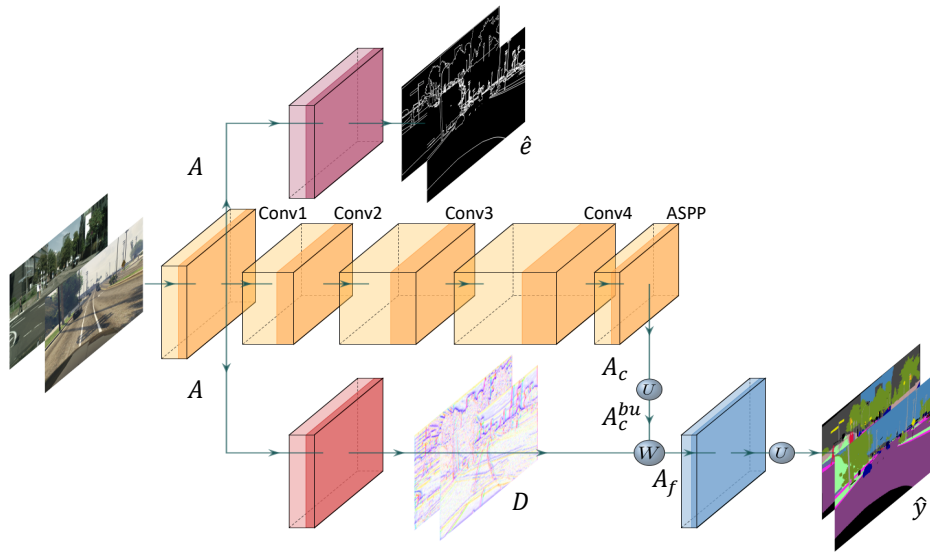 ê
A
Conv1 Conv2 Conv3 Conv4 ASPP
A
A_c
U
A_c^{bu}
W
A_f
U
D
ŷ